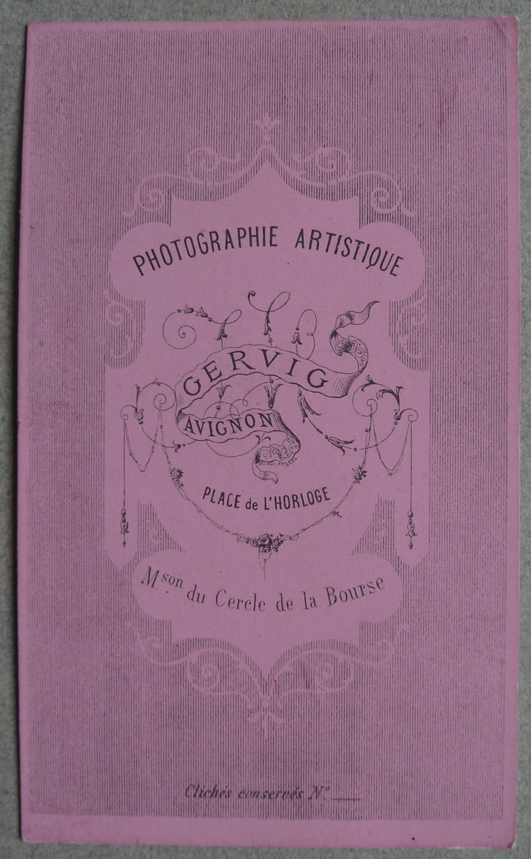 PHOTOGRAPHIE ARTISTIQUE
GERVIG
AVIGNON
PLACE de L'HORLOGE
Mson du Cercle de la Bourse
Clichés conservés No